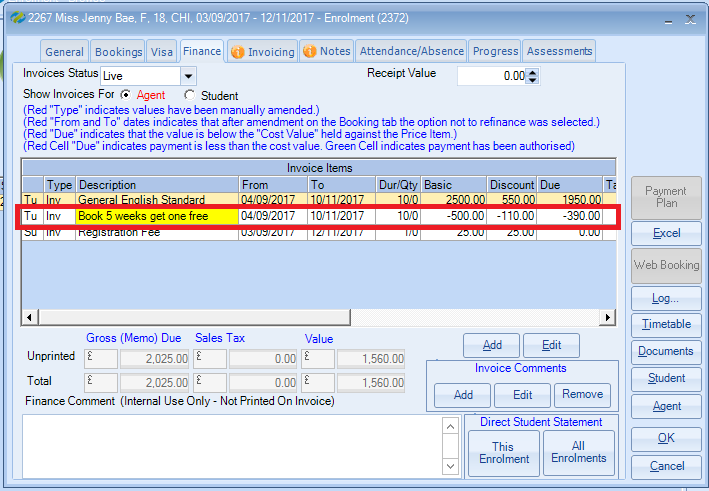 2267 Miss Jenny Bae, F, 18, CHI, 03/09/2017 - 12/11/2017 - Enrolment (2372)
General Bookings Visa Finance Invoicing Notes Attendance/Absence Progress Assessments
Invoices Status Live Receipt Value 0.00
Show Invoices For Agent Student
(Red "Type" indicates values have been manually amended.)
(Red "From and To" dates indicates that after amendment on the Booking tab the option not to refinance was selected.)
(Red "Due" indicates that the value is below the "Cost Value" held against the Price Item.)
(Red Cell "Due" indicates payment is less than the cost value. Green Cell indicates payment has been authorised)
Invoice Items
Type Description From To Dur/Qty Basic Discount Due Ta
Tu Inv General English Standard 04/09/2017 10/11/2017 10/0 2500.00 550.00 1950.00
Tu Inv Book 5 weeks get one free 04/09/2017 10/11/2017 10/0 -500.00 -110.00 -390.00
Su Inv Registration Fee 03/09/2017 12/11/2017 1/0 25.00 25.00 0.00
Gross (Memo) Due Sales Tax Value
Unprinted £ 2,025.00 £ 0.00 £ 1,560.00
Total £ 2,025.00 £ 0.00 £ 1,560.00
Add Edit
Invoice Comments
Add Edit Remove
Finance Comment (Internal Use Only - Not Printed On Invoice)
Direct Student Statement
This Enrolment
All Enrolments
Payment Plan
Excel
Web Booking
Log...
Timetable
Documents
Student
Agent
OK
Cancel